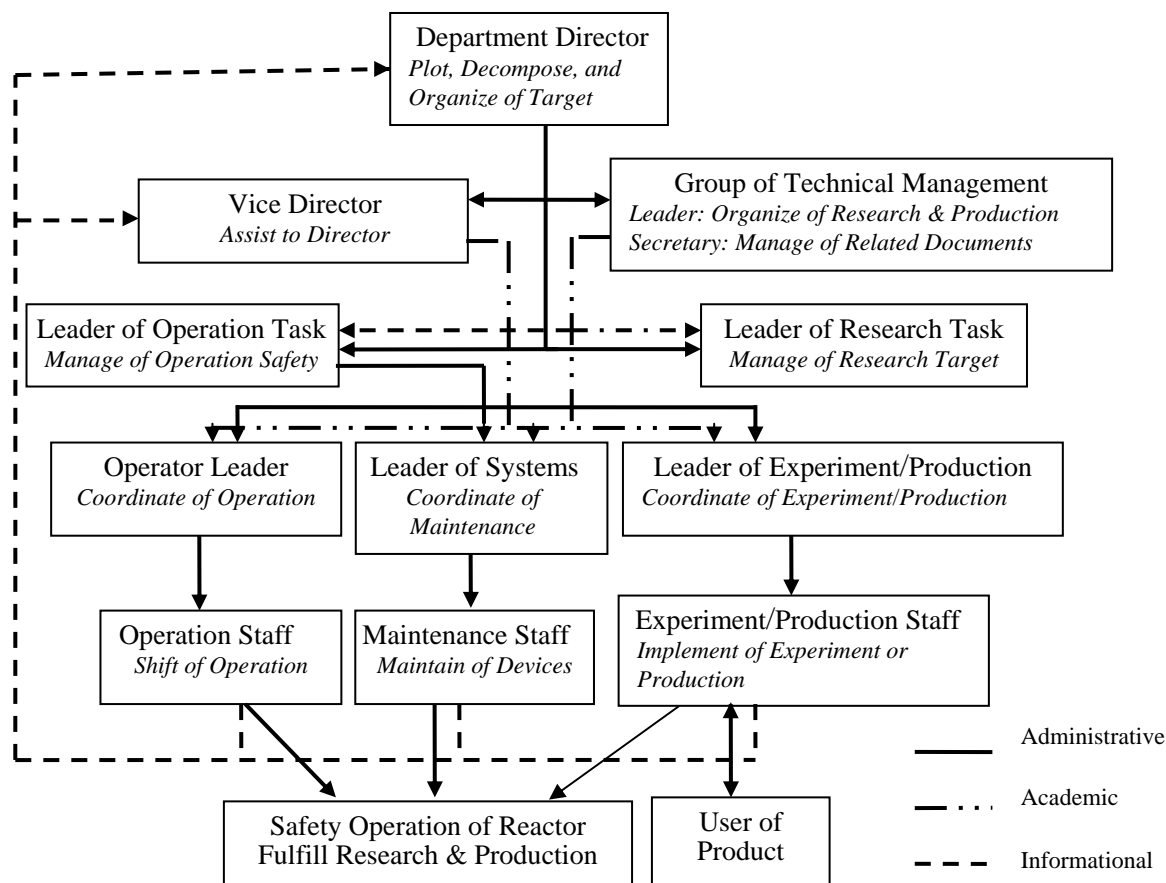 Department Director
Plot, Decompose, and
Organize of Target
Vice Director
Assist to Director
Group of Technical Management
Leader: Organize of Research & Production
Secretary: Manage of Related Documents
Leader of Operation Task
Manage of Operation Safety
Leader of Research Task
Manage of Research Target
Operator Leader
Coordinate of Operation
Leader of Systems
Coordinate of
Maintenance
Leader of Experiment/Production
Coordinate of Experiment/Production
Operation Staff
Shift of Operation
Maintenance Staff
Maintain of Devices
Experiment/Production Staff
Implement of Experiment or
Production
Safety Operation of Reactor
Fulfill Research & Production
User of
Product
Administrative
Academic
Informational